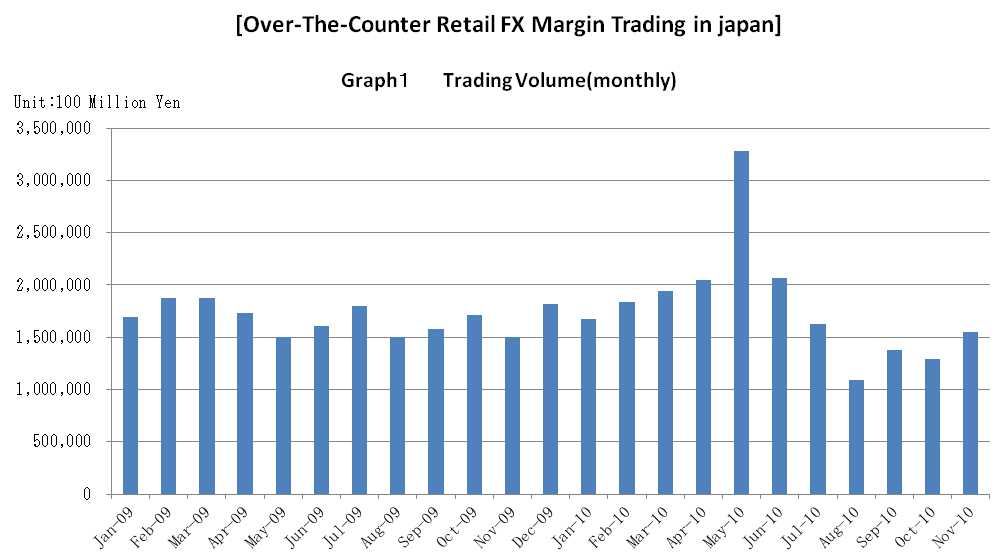 [Over-The-Counter Retail FX Margin Trading in japan]
Graph1 Trading Volume(monthly)
Unit:100 Million Yen
3,500,000
3,000,000
2,500,000
2,000,000
1,500,000
1,000,000
500,000
0
Jan-09 Feb-09 Mar-09 Apr-09 May-09 Jun-09 Jul-09 Aug-09 Sep-09 Oct-09 Nov-09 Dec-09 Jan-10 Feb-10 Mar-10 Apr-10 May-10 Jun-10 Jul-10 Aug-10 Sep-10 Oct-10 Nov-10